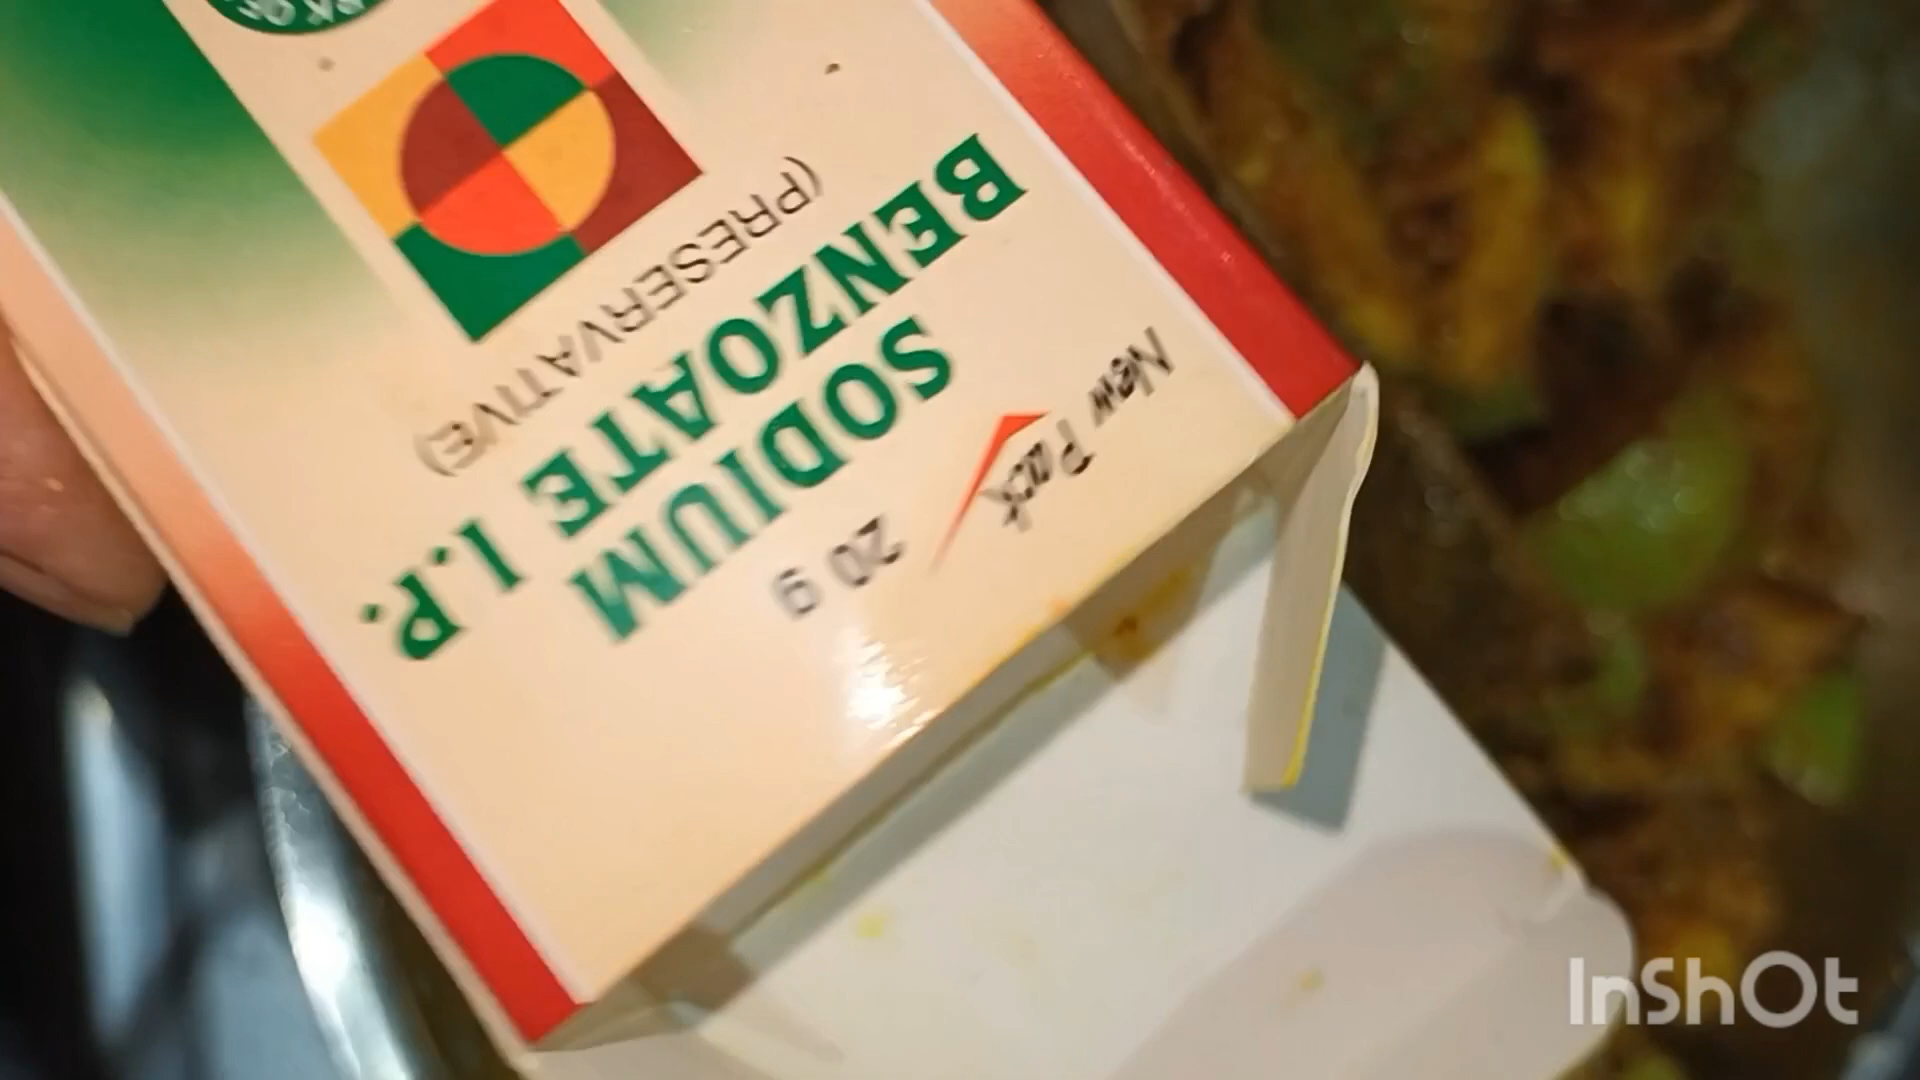 New Pack
20 g
SODIUM
BENZOATE I.P.
(PRESERVATIVE)
InShOt